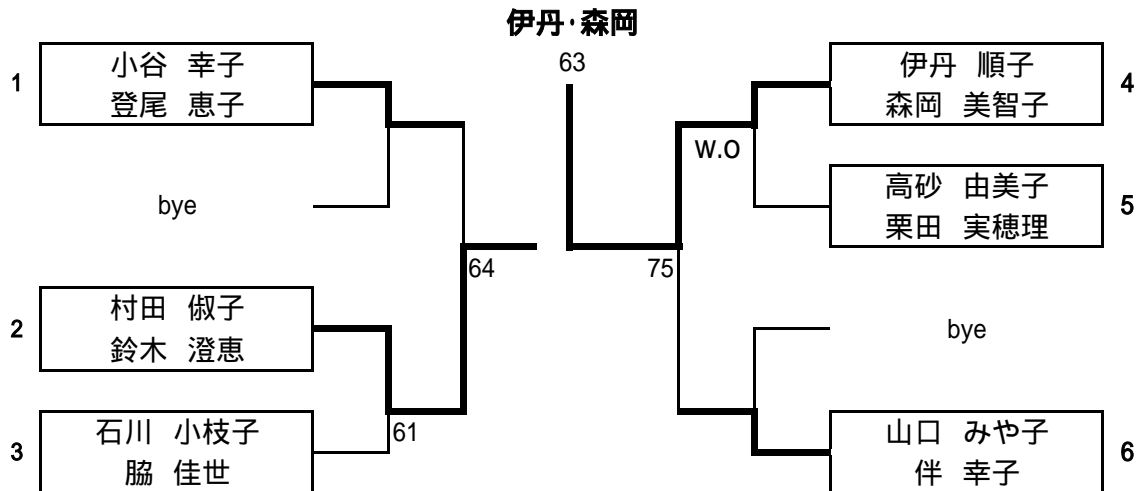 伊丹・森岡
63
1
小谷 幸子
登尾 恵子
bye
64
2
村田 俶子
鈴木 澄恵
61
3
石川 小枝子
脇 佳世
伊丹 順子
森岡 美智子
4
W.O
高砂 由美子
栗田 実穂理
5
75
bye
山口 みや子
伴 幸子
6